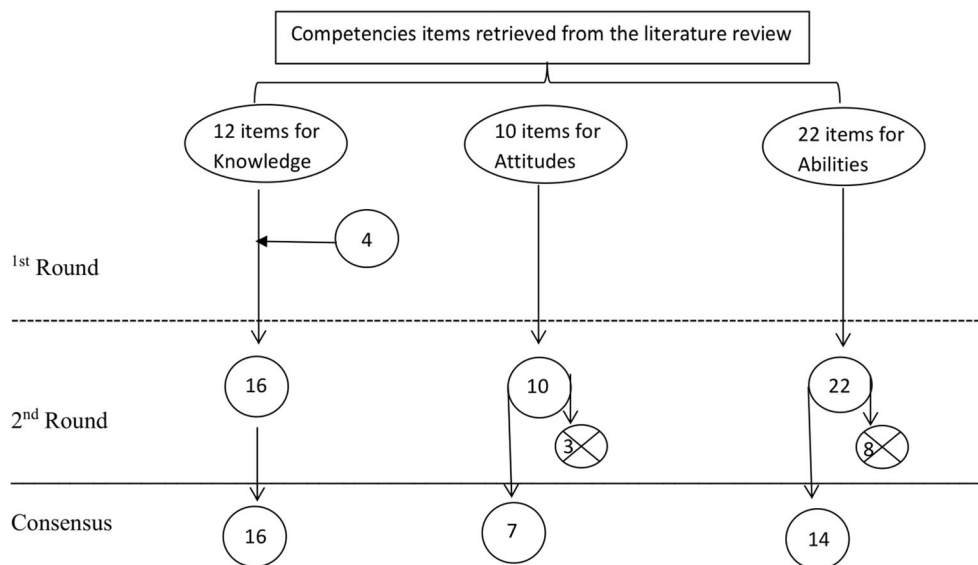 Competencies items retrieved from the literature review
12 items for
Knowledge
10 items for
Attitudes
22 items for
Abilities
4
1st Round
16
10
22
2nd Round
3
8
Consensus
16
7
14